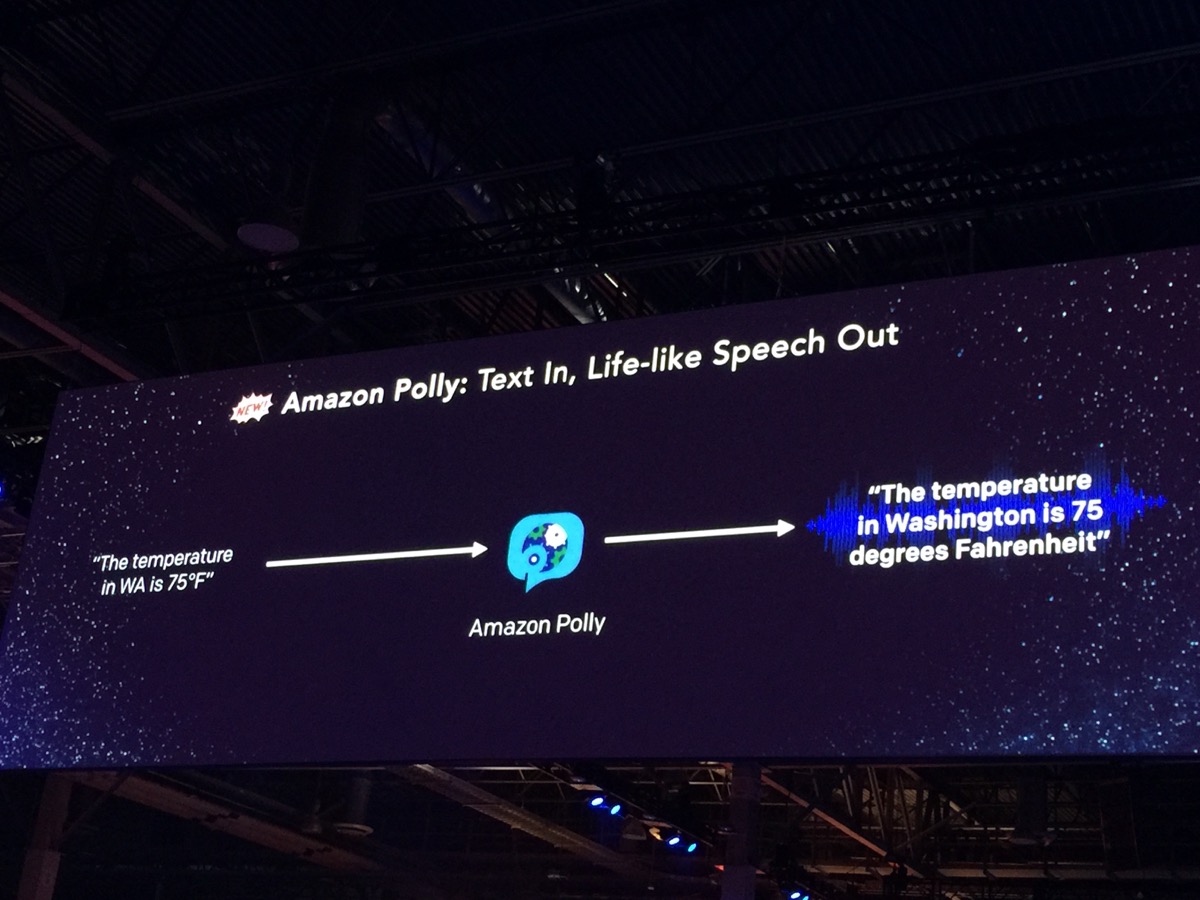 NEW! Amazon Polly: Text In, Life-like Speech Out
“The temperature
in WA is 75°F”
Amazon Polly
“The temperature
in Washington is 75
degrees Fahrenheit”